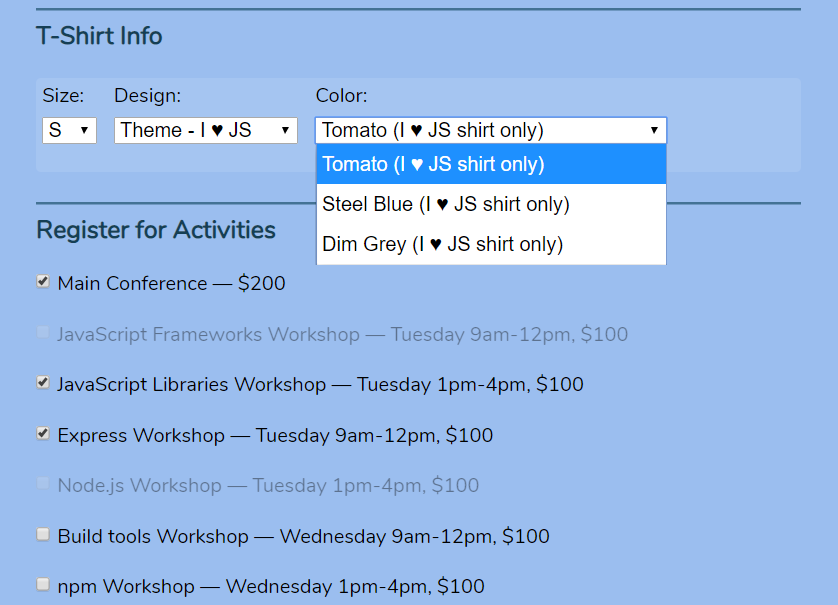 T-Shirt Info
Size: Design: Color:
S Theme - I ♥ JS Tomato (I ♥ JS shirt only)
Tomato (I ♥ JS shirt only)
Steel Blue (I ♥ JS shirt only)
Dim Grey (I ♥ JS shirt only)
Register for Activities
Main Conference — $200
JavaScript Frameworks Workshop — Tuesday 9am-12pm, $100
JavaScript Libraries Workshop — Tuesday 1pm-4pm, $100
Express Workshop — Tuesday 9am-12pm, $100
Node.js Workshop — Tuesday 1pm-4pm, $100
Build tools Workshop — Wednesday 9am-12pm, $100
npm Workshop — Wednesday 1pm-4pm, $100